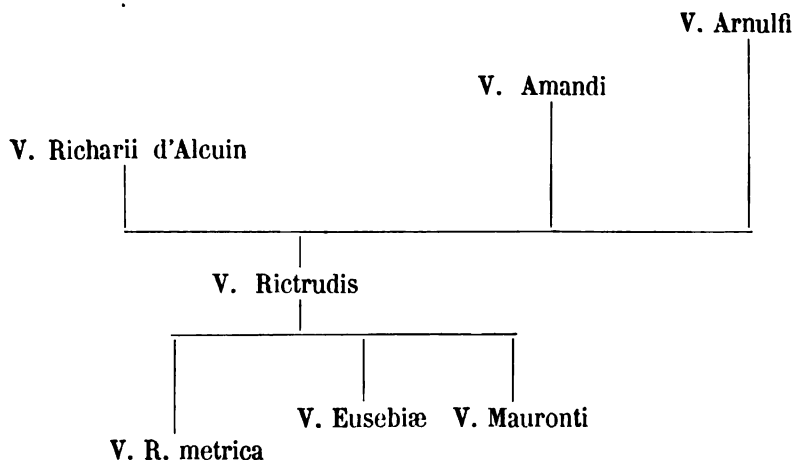 V. Arnulfi
V. Amandi
V. Richarii d'Alcuin
V. Rictrudis
V. Eusebiæ V. Mauronti
V. R. metrica